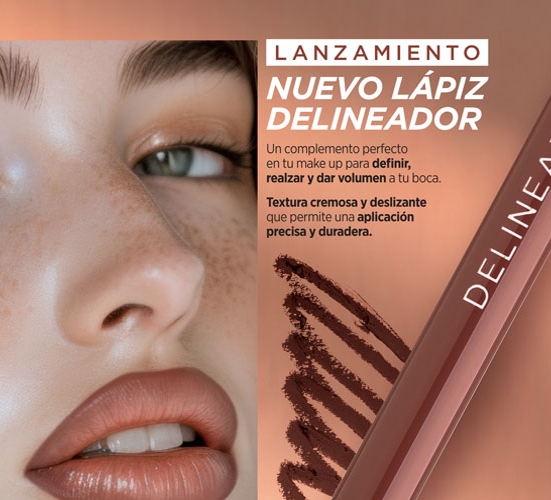 LANZAMIENTO
NUEVO LÁPIZ
DELINEADOR
Un complemento perfecto
en tu make up para definir,
realzar y dar volumen a tu boca.
Textura cremosa y deslizante
que permite una aplicación
precisa y duradera.